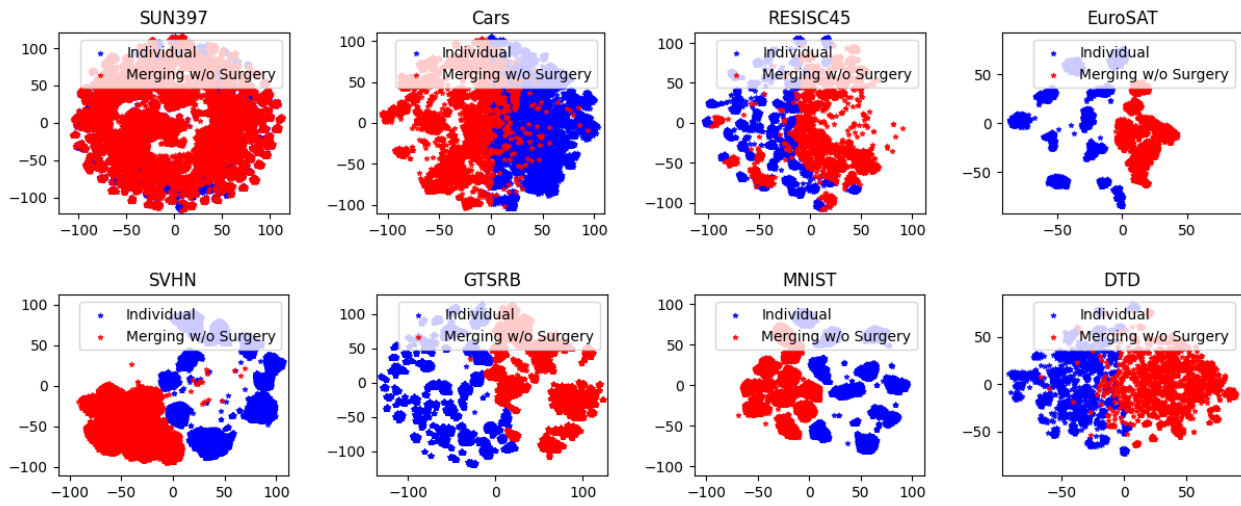 SUN397 Cars RESISC45 EuroSAT
Individual Individual Individual Individual
Merging w/o Surgery Merging w/o Surgery Merging w/o Surgery Merging w/o Surgery
100 100 100
50 50 50 50
0 0 0 0
−50 −50 −50 −50
−100 −100 −100
−100 −50 0 50 100 −100 −50 0 50 100 −100 −50 0 50 100 −50 0 50
SVHN GTSRB MNIST DTD
Individual Individual Individual Individual
Merging w/o Surgery Merging w/o Surgery Merging w/o Surgery Merging w/o Surgery
100 100 100
50 50 50 50
0 0 0 0
−50 −50 −50 −50
−100 −100 −100
−100 −50 0 50 100 −100 −50 0 50 100 −100 −50 0 50 100 −50 0 50